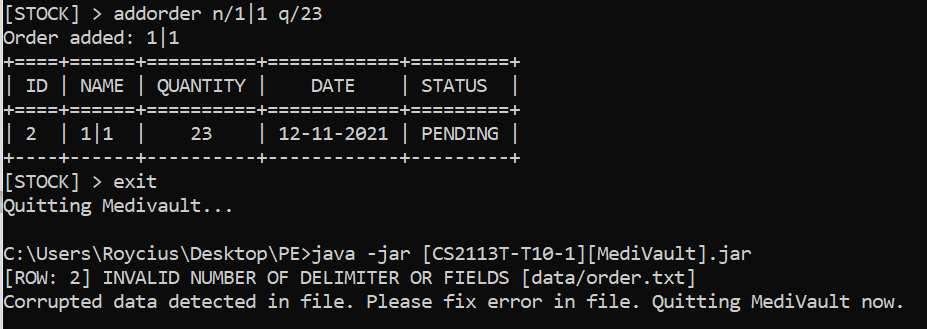 [STOCK] > addorder n/1|1 q/23
Order added: 1|1
+====+======+==========+============+=========+
| ID | NAME | QUANTITY |    DATE    | STATUS  |
+====+======+==========+============+=========+
| 2  | 1|1  |    23    | 12-11-2021 | PENDING |
+----+------+----------+------------+---------+
[STOCK] > exit
Quitting Medivault...
C:\Users\Roycius\Desktop\PE>java -jar [CS2113T-T10-1][MediVault].jar
[ROW: 2] INVALID NUMBER OF DELIMITER OR FIELDS [data/order.txt]
Corrupted data detected in file. Please fix error in file. Quitting MediVault now.